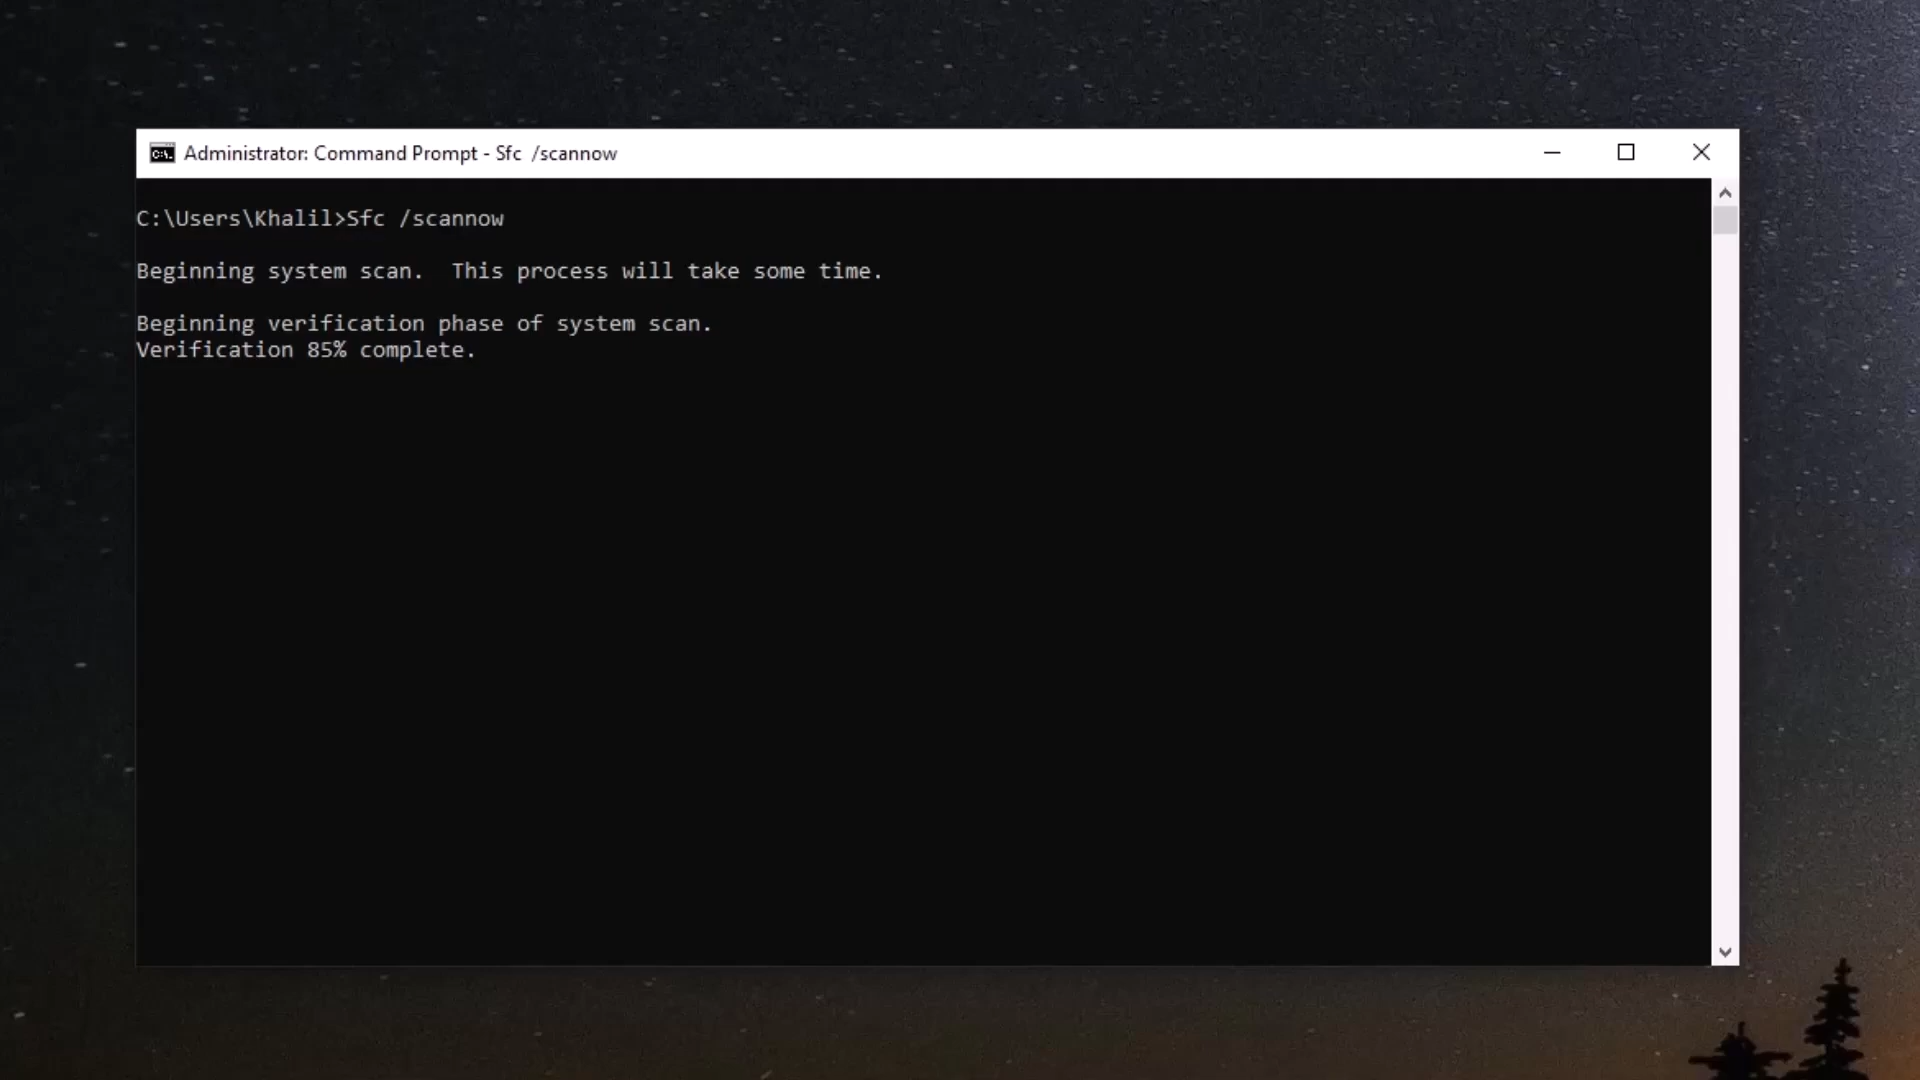 Administrator: Command Prompt - Sfc  /scannow
C:\Users\Khalil>Sfc /scannow
Beginning system scan.  This process will take some time.
Beginning verification phase of system scan.
Verification 85% complete.